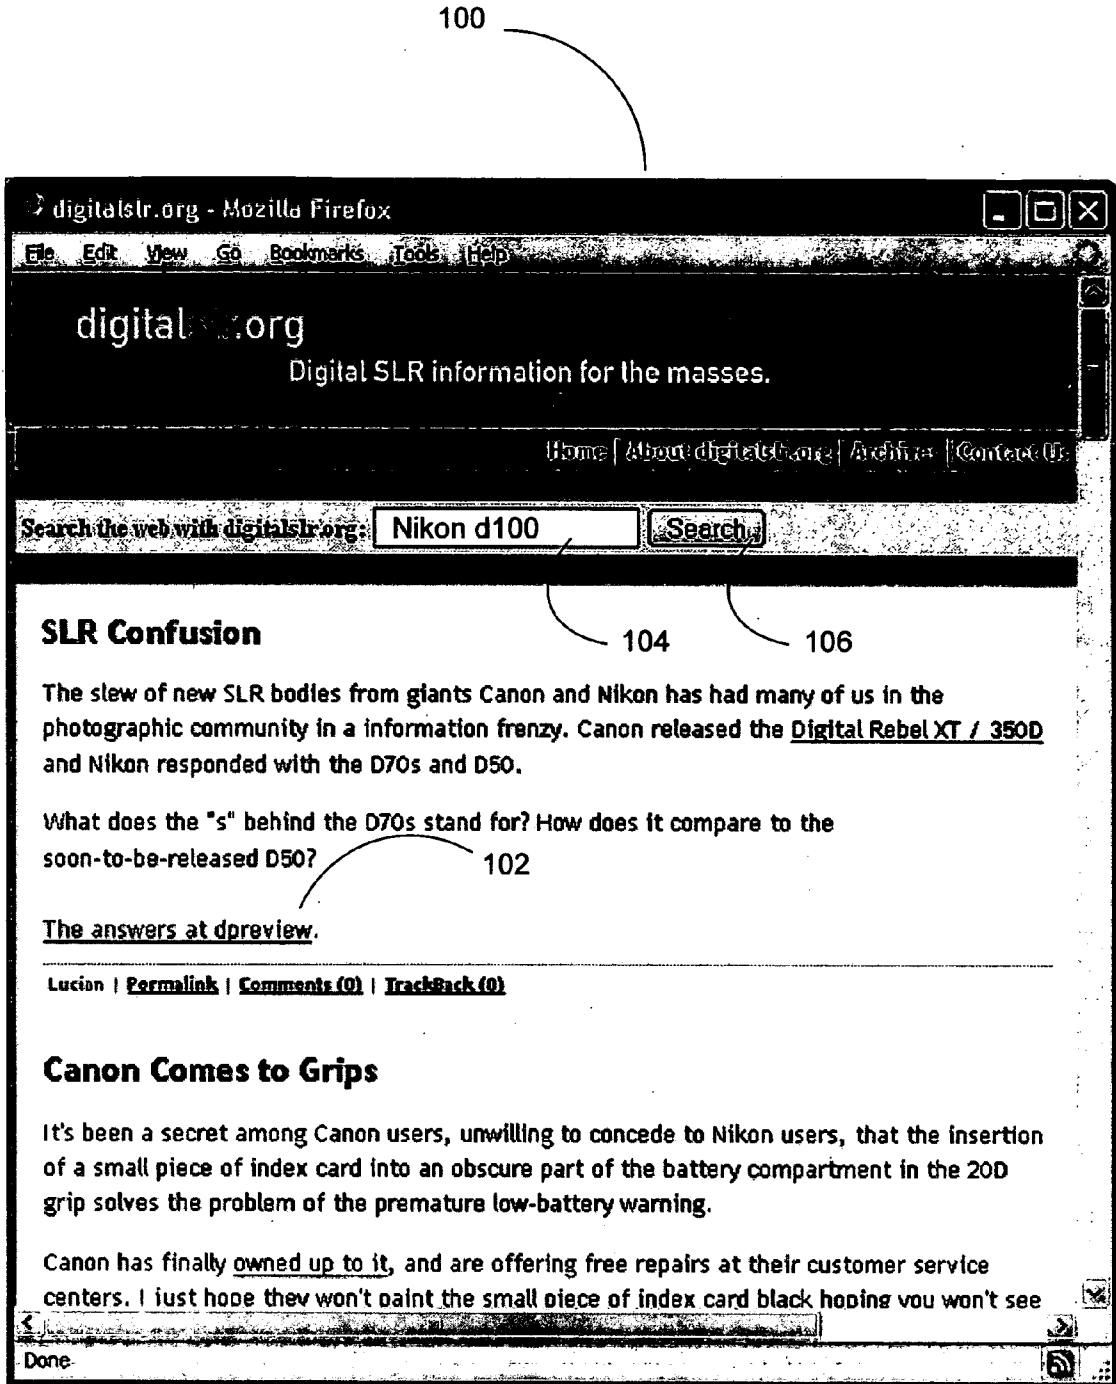 100
digitalslr.org - Mozilla Firefox
File Edit View Go Bookmarks Tools Help
digital .org
Digital SLR information for the masses.
Home | About digitalslr.org | Archives | Contact Us
Search the web with digitalslr.org: Nikon d100 Search
104 106
SLR Confusion
The slew of new SLR bodies from giants Canon and Nikon has had many of us in the
photographic community in a information frenzy. Canon released the Digital Rebel XT / 350D
and Nikon responded with the D70s and D50.
What does the "s" behind the D70s stand for? How does it compare to the
soon-to-be-released D50?
102
The answers at dpreview.
Lucian | Permalink | Comments (0) | TrackBack (0)
Canon Comes to Grips
It's been a secret among Canon users, unwilling to concede to Nikon users, that the insertion
of a small piece of index card into an obscure part of the battery compartment in the 20D
grip solves the problem of the premature low-battery warning.
Canon has finally owned up to it, and are offering free repairs at their customer service
centers. I just hope they won't paint the small piece of index card black hoping you won't see
Done